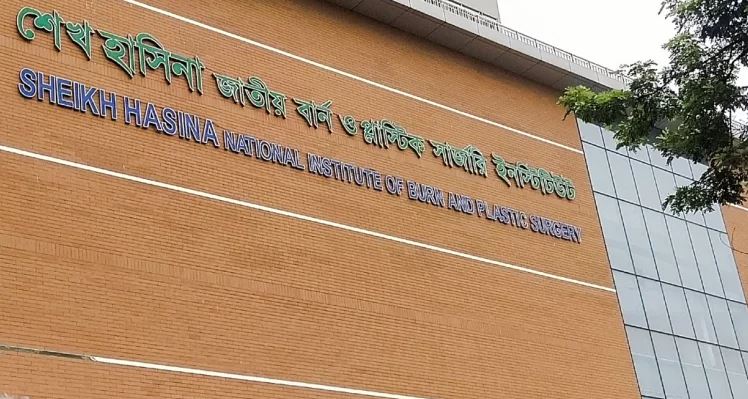 শেখ হাসিনা জাতীয় বার্ন ও প্লাস্টিক সার্জারি ইনস্টিটিউট
SHEIKH HASINA NATIONAL INSTITUTE OF BURN AND PLASTIC SURGERY